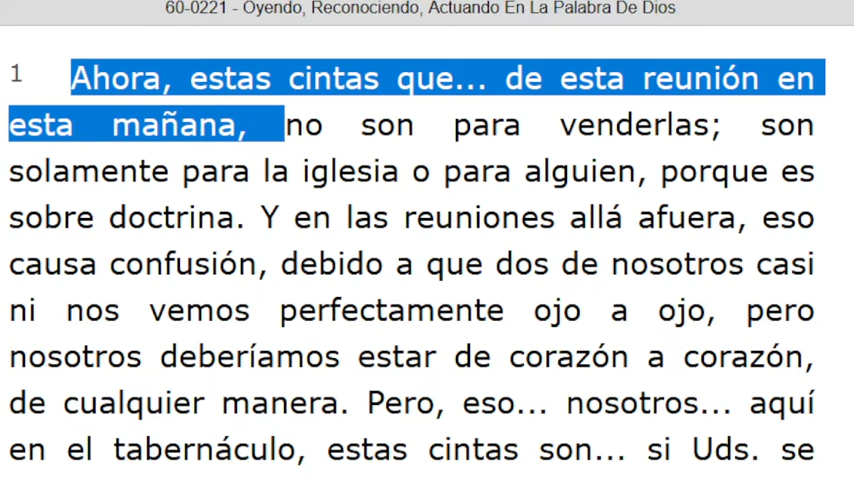 60-0221 - Oyendo, Reconociendo, Actuando En La Palabra De Dios
1 Ahora, estas cintas que... de esta reunión en
esta mañana, no son para venderlas; son
solamente para la iglesia o para alguien, porque es
sobre doctrina. Y en las reuniones allá afuera, eso
causa confusión, debido a que dos de nosotros casi
ni nos vemos perfectamente ojo a ojo, pero
nosotros deberíamos estar de corazón a corazón,
de cualquier manera. Pero, eso... nosotros... aquí
en el tabernáculo, estas cintas son... si Uds. se